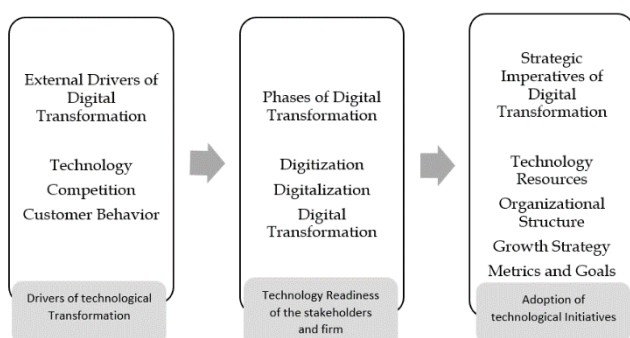 External Drivers of
Digital
Transformation
Technology
Competition
Customer Behavior
Drivers of technological
Transformation
Phases of Digital
Transformation
Digitization
Digitalization
Digital
Transformation
Technology Readiness
of the stakeholders
and firm
Strategic
Imperatives of
Digital
Transformation
Technology
Resources
Organizational
Structure
Growth Strategy
Metrics and Goals
Adoption of
technological Initiatives